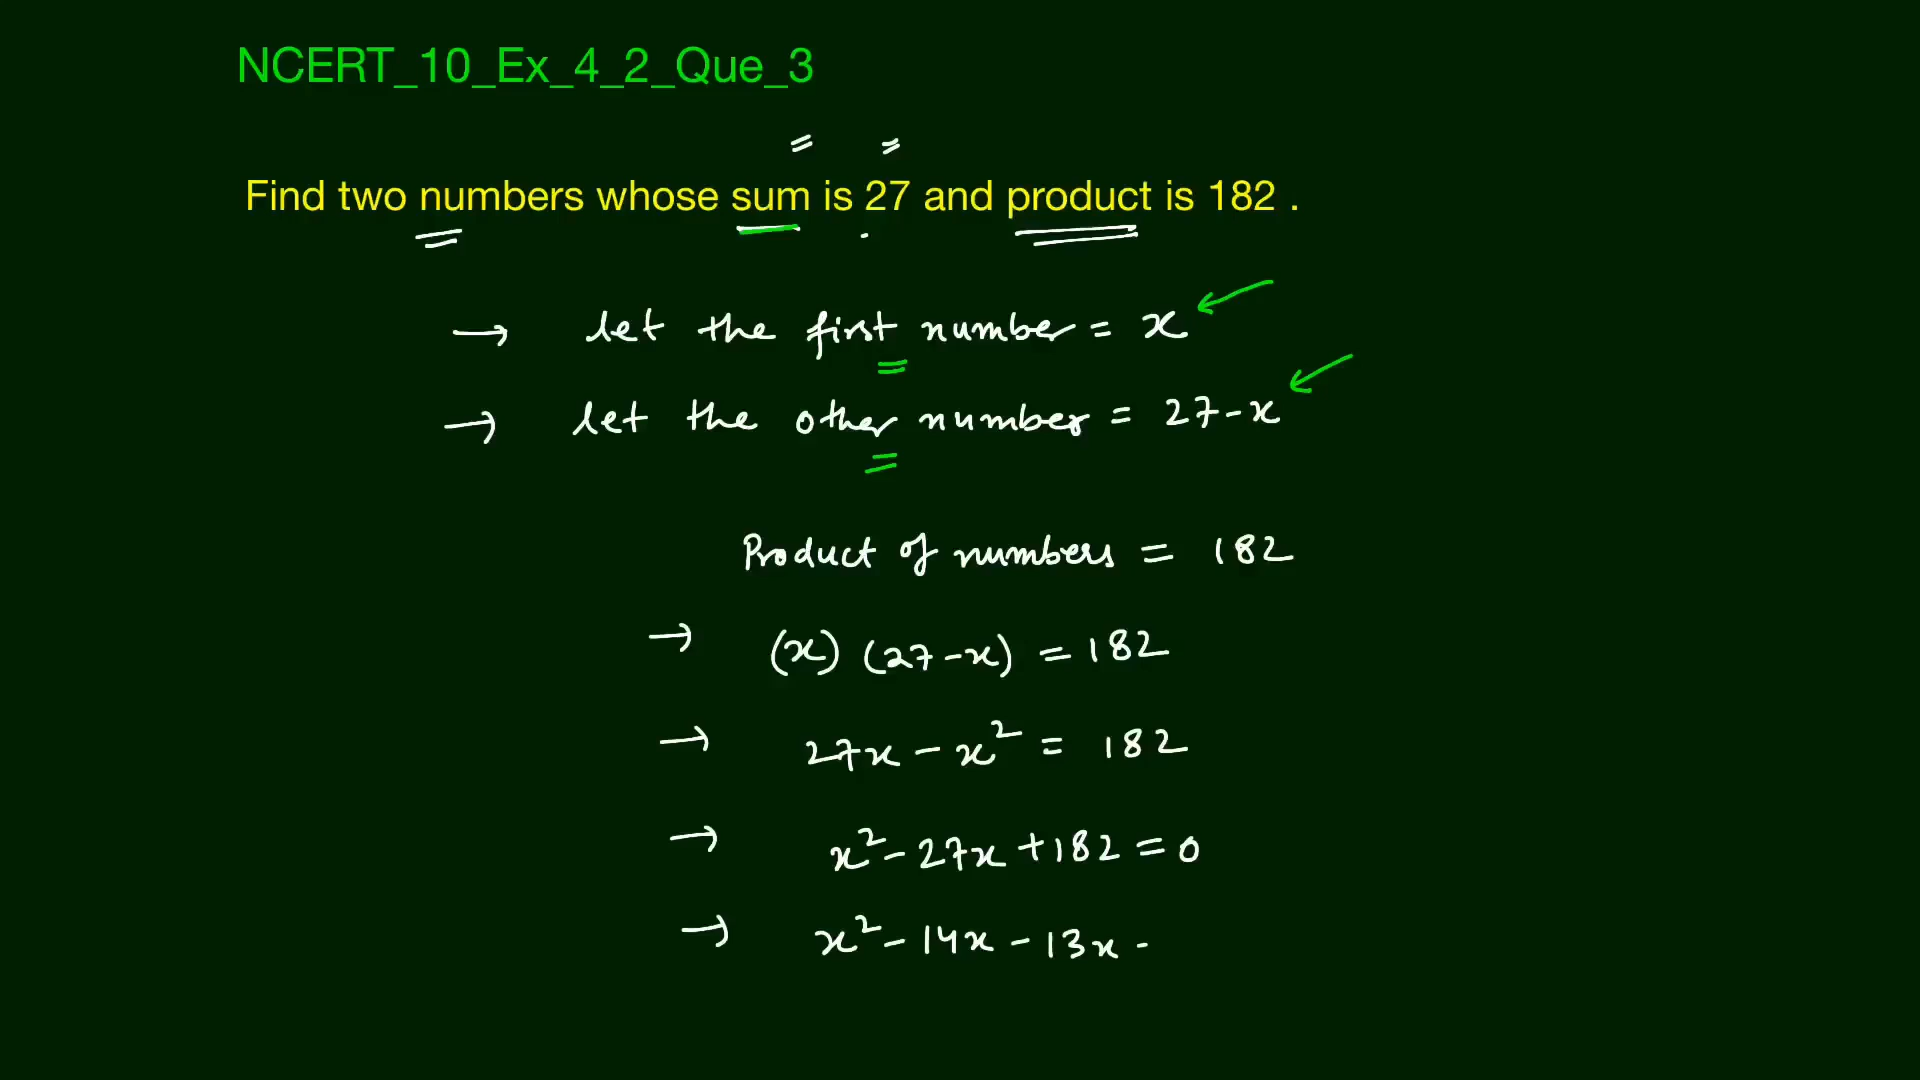 NCERT_10_Ex_4_2_Que_3
Find two numbers whose sum is 27 and product is 182 .
→ let the first number = x
→ let the other number = 27-x
Product of numbers = 182
→ (x) (27-x) = 182
→ 27x - x² = 182
→ x² - 27x + 182 = 0
→ x² - 14x - 13x -